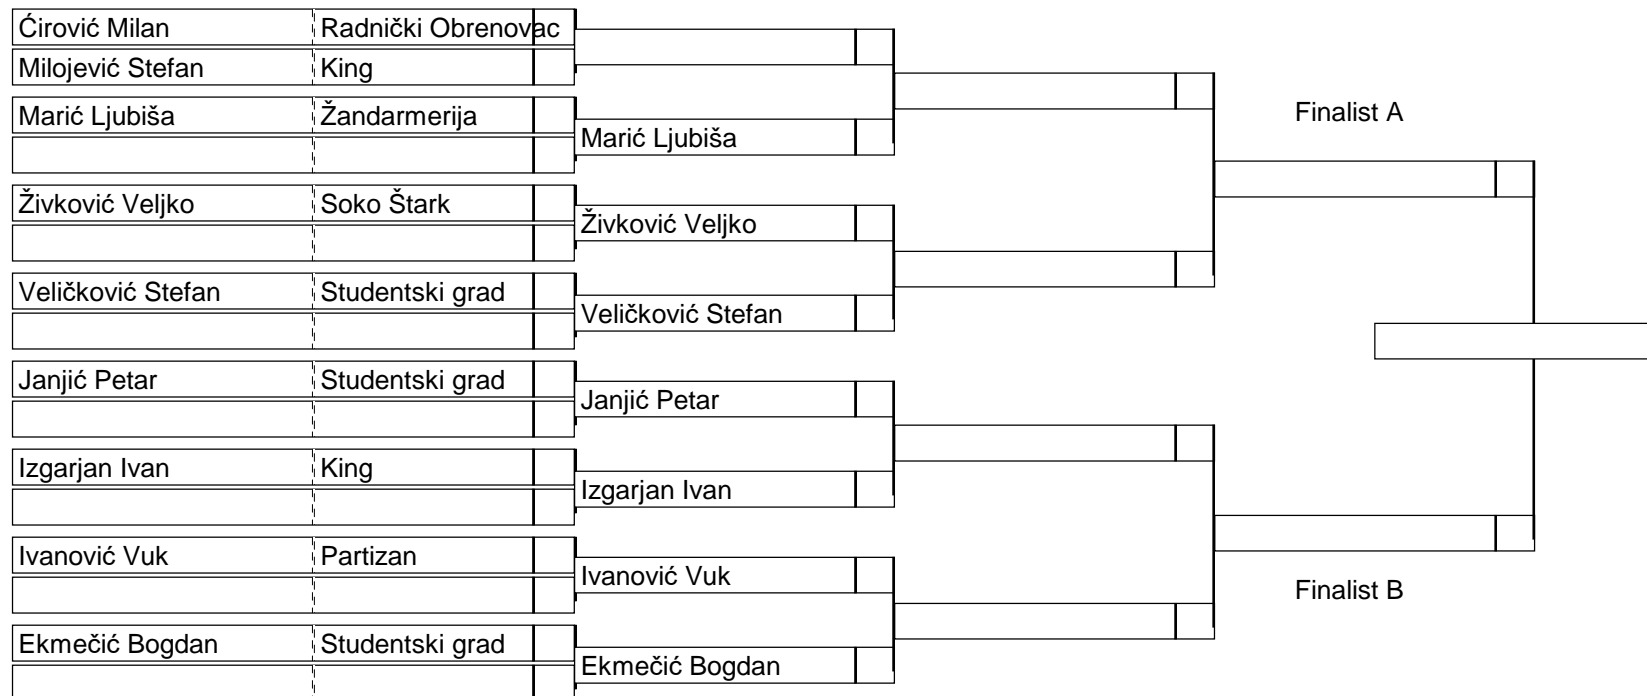 Ćirović Milan Radnički Obrenovac
Milojević Stefan King
Marić Ljubiša Žandarmerija
Marić Ljubiša
Živković Veljko Soko Štark
Živković Veljko
Veličković Stefan Studentski grad
Veličković Stefan
Janjić Petar Studentski grad
Janjić Petar
Izgarjan Ivan King
Izgarjan Ivan
Ivanović Vuk Partizan
Ivanović Vuk
Ekmečić Bogdan Studentski grad
Ekmečić Bogdan
Finalist A
Finalist B